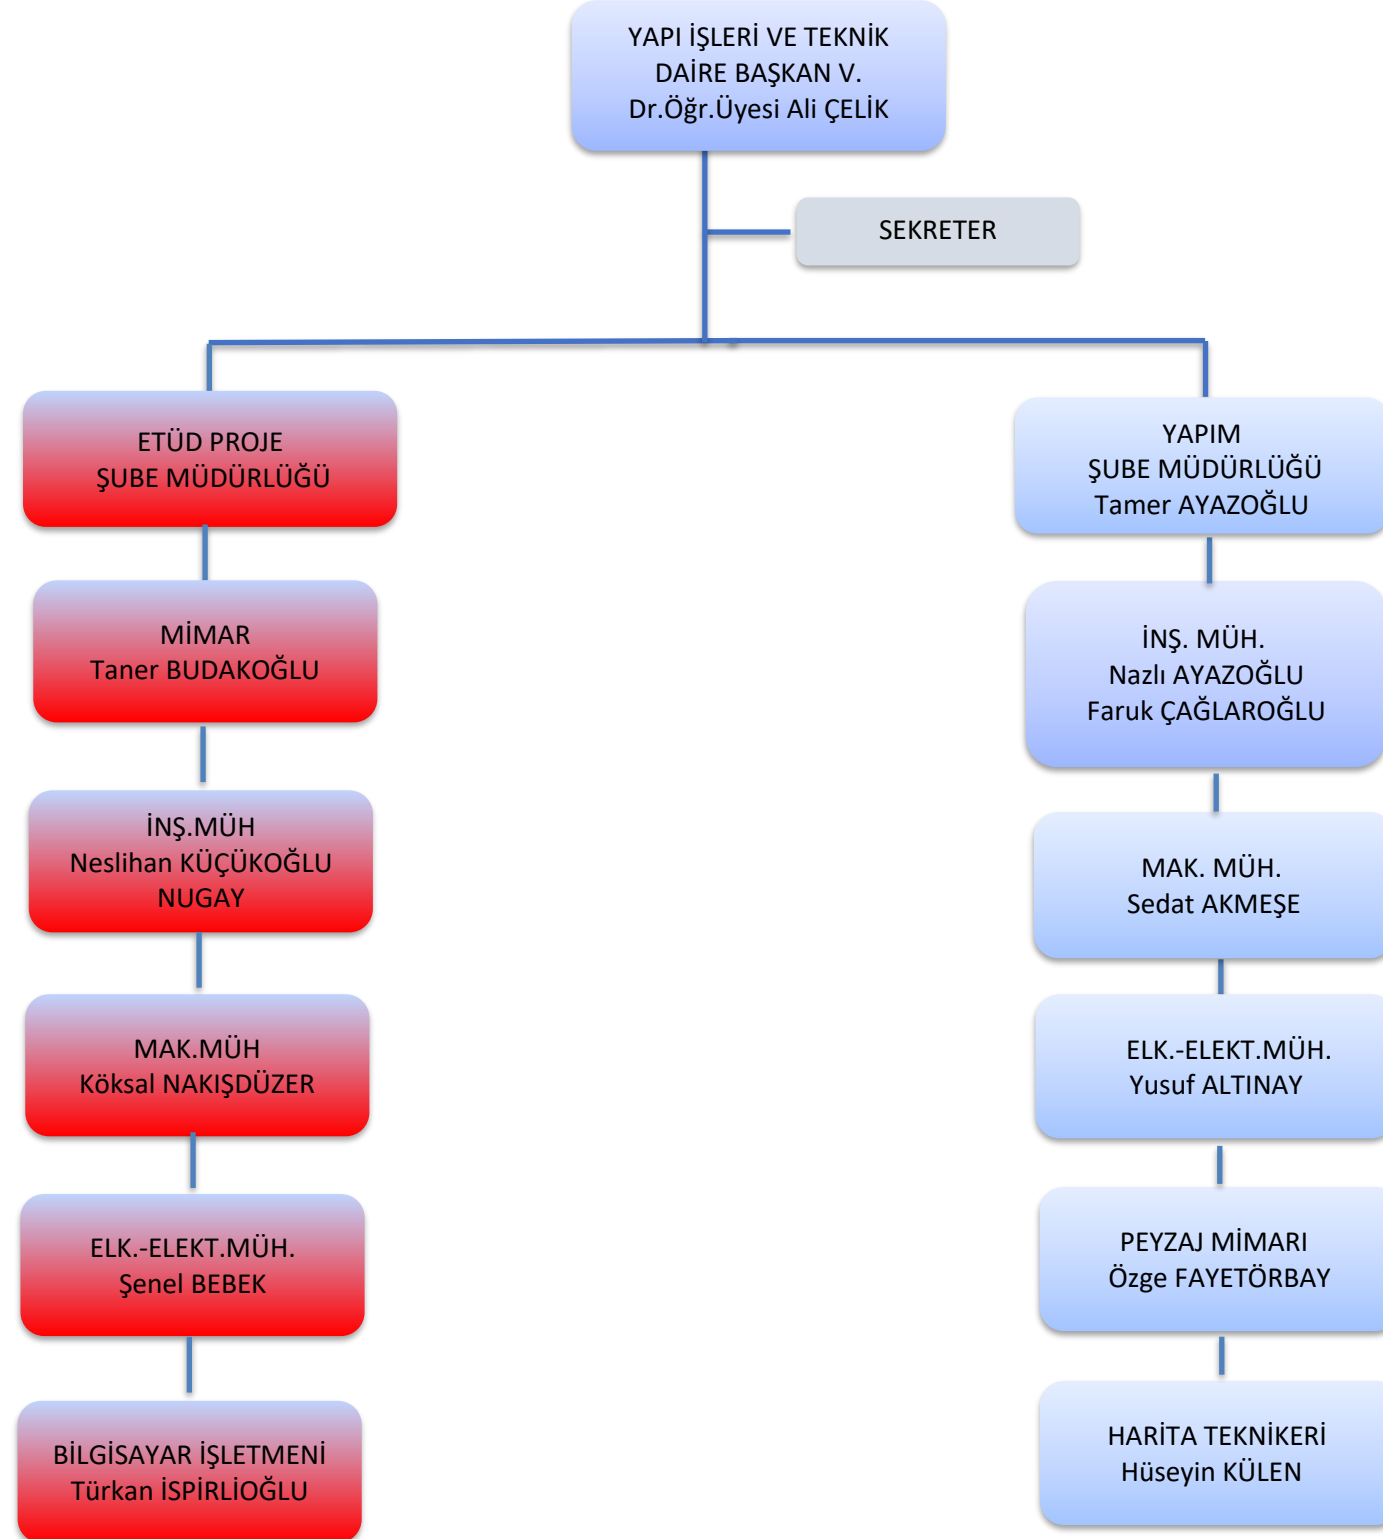 YAPI İŞLERİ VE TEKNİK
DAİRE BAŞKAN V.
Dr.Öğr.Üyesi Ali ÇELİK
SEKRETER
ETÜD PROJE
ŞUBE MÜDÜRLÜĞÜ
MİMAR
Taner BUDAKOĞLU
İNŞ.MÜH
Neslihan KÜÇÜKOĞLU
NUGAY
MAK.MÜH
Köksal NAKIŞDÜZER
ELK.-ELEKT.MÜH.
Şenel BEBEK
BİLGİSAYAR İŞLETMENİ
Türkan İSPİRLİOĞLU
YAPIM
ŞUBE MÜDÜRLÜĞÜ
Tamer AYAZOĞLU
İNŞ. MÜH.
Nazlı AYAZOĞLU
Faruk ÇAĞLAROĞLU
MAK. MÜH.
Sedat AKMEŞE
ELK.-ELEKT.MÜH.
Yusuf ALTINAY
PEYZAJ MİMARI
Özge FAYETÖRBAY
HARİTA TEKNİKERİ
Hüseyin KÜLEN